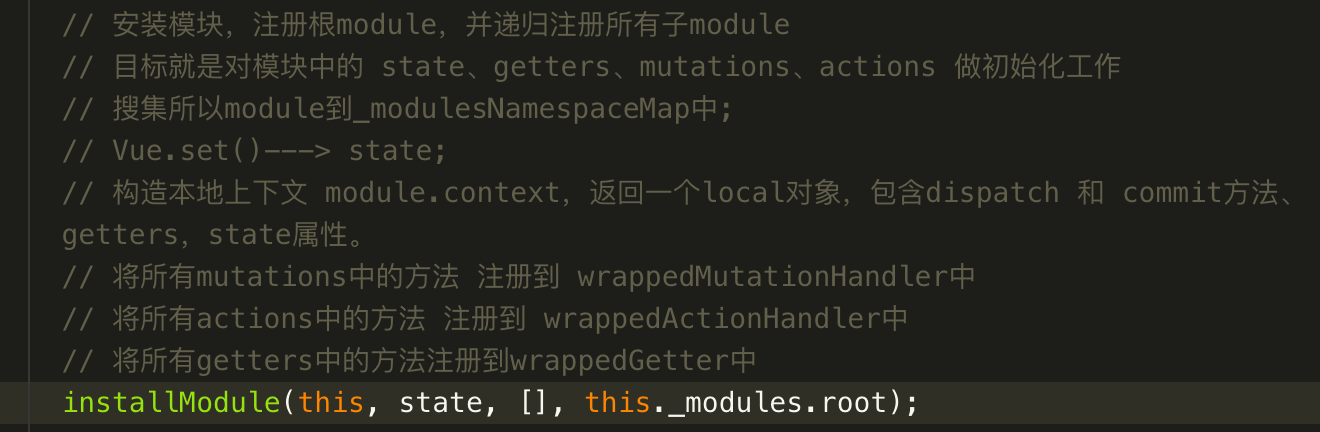 // 安装模块，注册根module，并递归注册所有子module
// 目标就是对模块中的 state、getters、mutations、actions 做初始化工作
// 搜集所以module到_modulesNamespaceMap中;
// Vue.set()---> state;
// 构造本地上下文 module.context，返回一个local对象，包含dispatch 和 commit方法、
getters，state属性。
// 将所有mutations中的方法 注册到 wrappedMutationHandler中
// 将所有actions中的方法 注册到 wrappedActionHandler中
// 将所有getters中的方法注册到wrappedGetter中
installModule(this, state, [], this._modules.root);